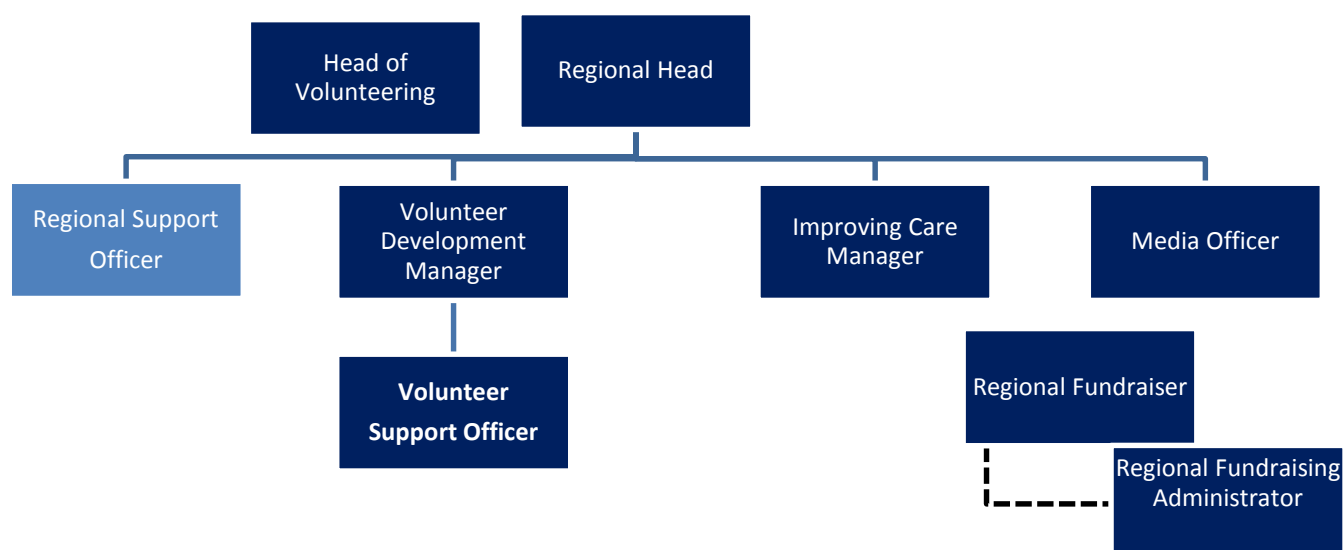 Head of
Volunteering
Regional Head
Regional Support
Officer
Volunteer
Development
Manager
Improving Care
Manager
Media Officer
Volunteer
Support Officer
Regional Fundraiser
Regional Fundraising
Administrator